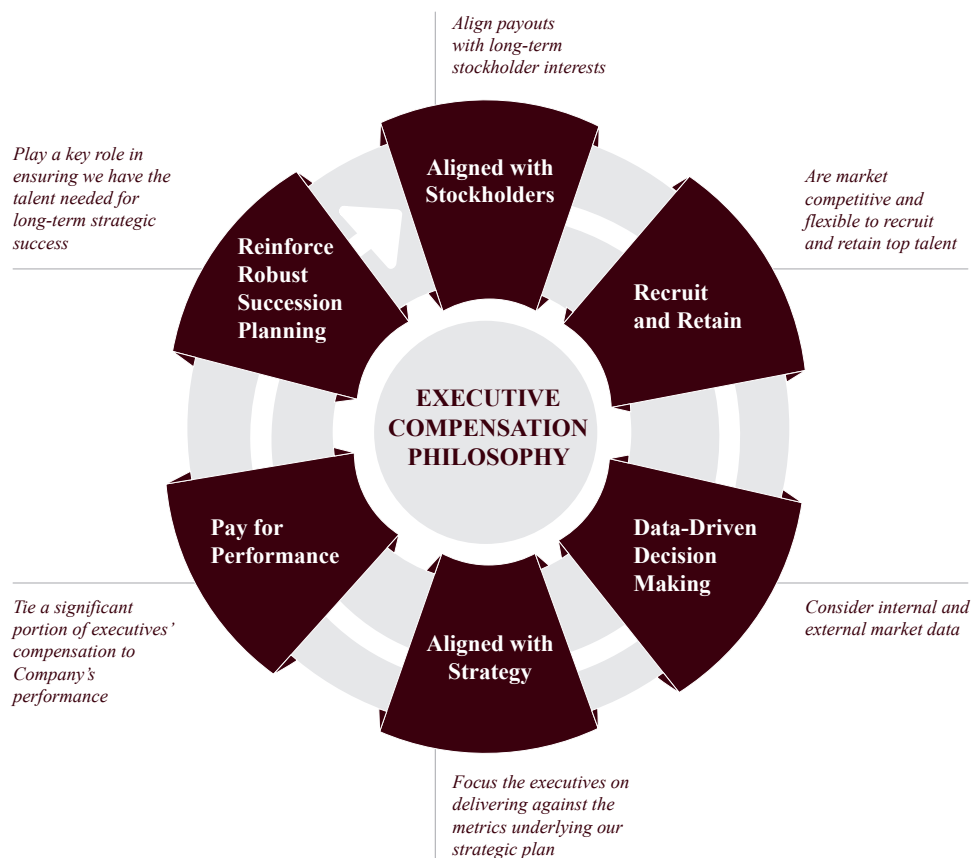 Align payouts
with long-term
stockholder interests
Aligned with
Stockholders
Are market
competitive and
flexible to recruit
and retain top talent
Recruit
and Retain
Data-Driven
Decision
Making
Consider internal and
external market data
Aligned with
Strategy
Focus the executives on
delivering against the
metrics underlying our
strategic plan
Pay for
Performance
Tie a significant
portion of executives’
compensation to
Company’s
performance
Reinforce
Robust
Succession
Planning
Play a key role in
ensuring we have the
talent needed for
long-term strategic
success
EXECUTIVE
COMPENSATION
PHILOSOPHY